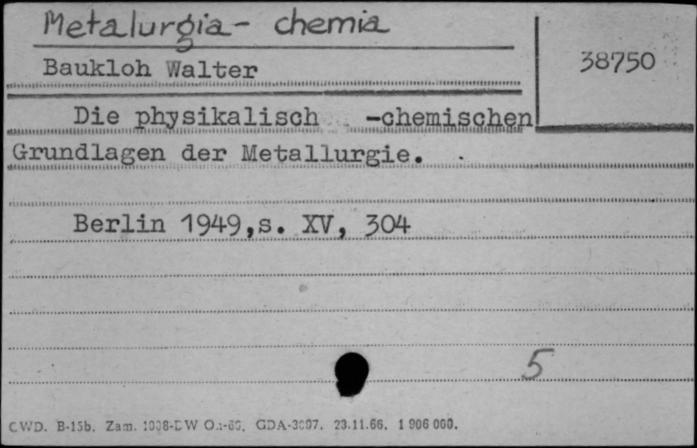 Metalurgia - chemia
38750
Baukloh Walter
Die physikalisch -chemischen
Grundlagen der Metallurgie.
Berlin 1949,s. XV, 304
5
CWD. B-15b. Zam. W GDA- 23.11.66. 1 906 000.